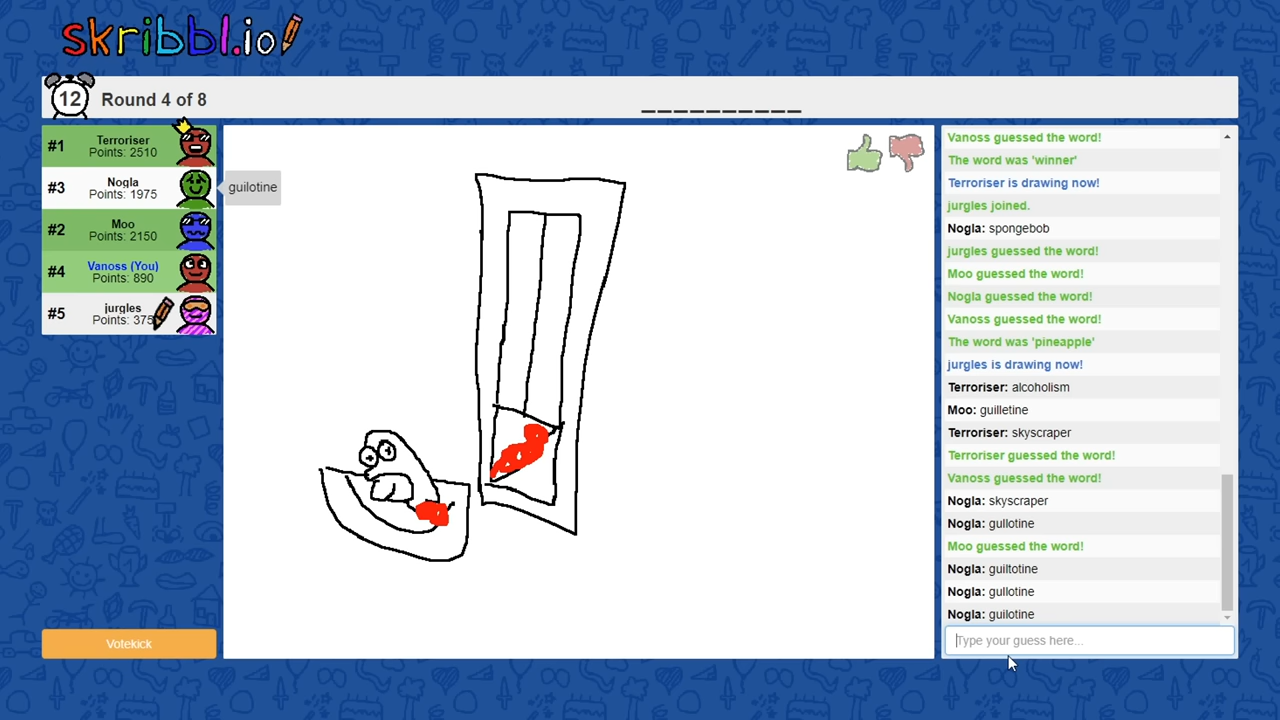 skribbl.io
12
Round 4 of 8
__________
#1
Terroriser
Points: 2510
#3
Nogla
Points: 1975
guilotine
#2
Moo
Points: 2150
#4
Vanoss (You)
Points: 890
#5
jurgles
Points: 375
Votekick
Vanoss guessed the word!
The word was 'winner'
Terroriser is drawing now!
jurgles joined.
Nogla: spongebob
jurgles guessed the word!
Moo guessed the word!
Nogla guessed the word!
Vanoss guessed the word!
The word was 'pineapple'
jurgles is drawing now!
Terroriser: alcoholism
Moo: guilletine
Terroriser: skyscraper
Terroriser guessed the word!
Vanoss guessed the word!
Nogla: skyscraper
Nogla: gullotine
Moo guessed the word!
Nogla: guiltotine
Nogla: gullotine
Nogla: guilotine
Type your guess here...